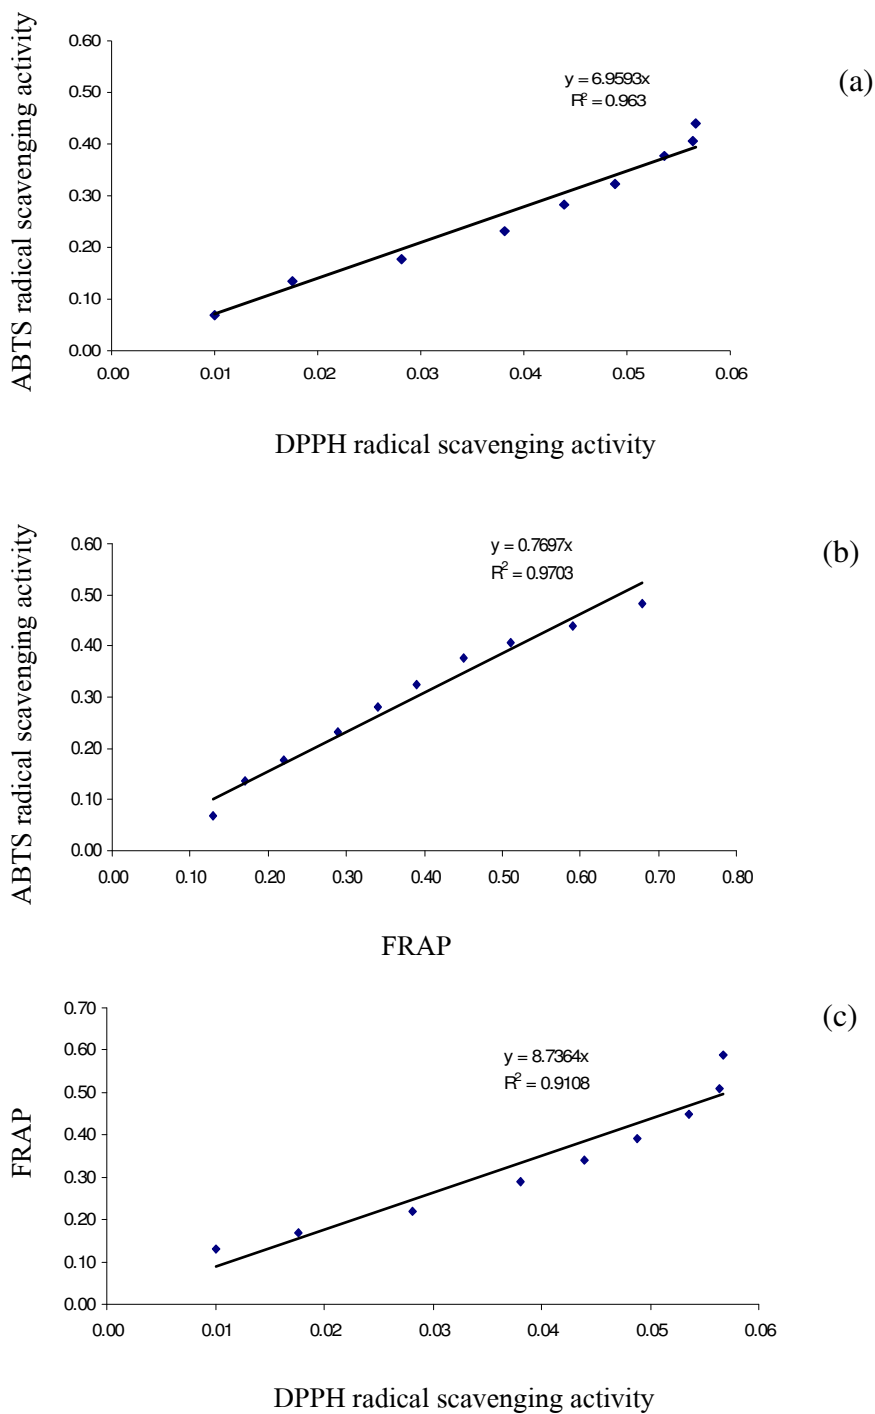 ABTS radical scavenging activity
0.60
0.50
0.40
0.30
0.20
0.10
0.00
y = 6.9593x
R² = 0.963
(a)
0.00 0.01 0.02 0.03 0.04 0.05 0.06
DPPH radical scavenging activity
ABTS radical scavenging activity
0.60
0.50
0.40
0.30
0.20
0.10
0.00
y = 0.7697x
R² = 0.9703
(b)
0.00 0.10 0.20 0.30 0.40 0.50 0.60 0.70 0.80
FRAP
FRAP
0.70
0.60
0.50
0.40
0.30
0.20
0.10
0.00
y = 8.7364x
R² = 0.9108
(c)
0.00 0.01 0.02 0.03 0.04 0.05 0.06
DPPH radical scavenging activity